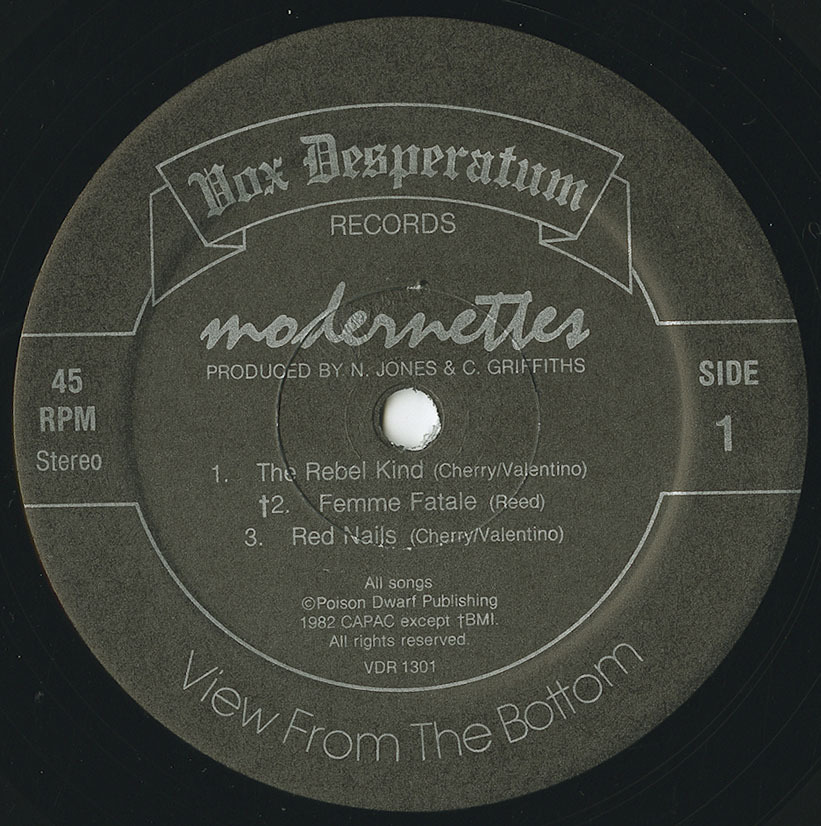 Vox Desperatum
RECORDS
modernettes
PRODUCED BY N. JONES & C. GRIFFITHS
45
RPM
Stereo
SIDE
1
1. The Rebel Kind (Cherry/Valentino)
†2. Femme Fatale (Reed)
3. Red Nails (Cherry/Valentino)
All songs
©Poison Dwarf Publishing
1982 CAPAC except †BMI.
All rights reserved.
VDR 1301
View From The Bottom